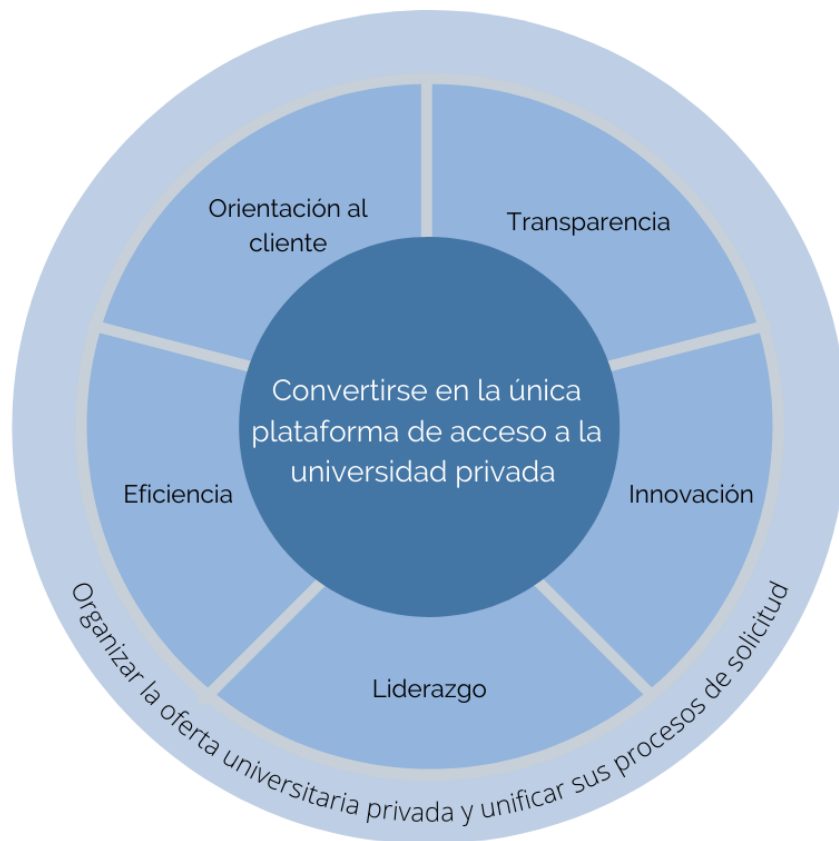 Orientación al
cliente
Transparencia
Convertirse en la única
plataforma de acceso a la
universidad privada
Eficiencia
Innovación
Liderazgo
Organizar la oferta universitaria privada y unificar sus procesos de solicitud